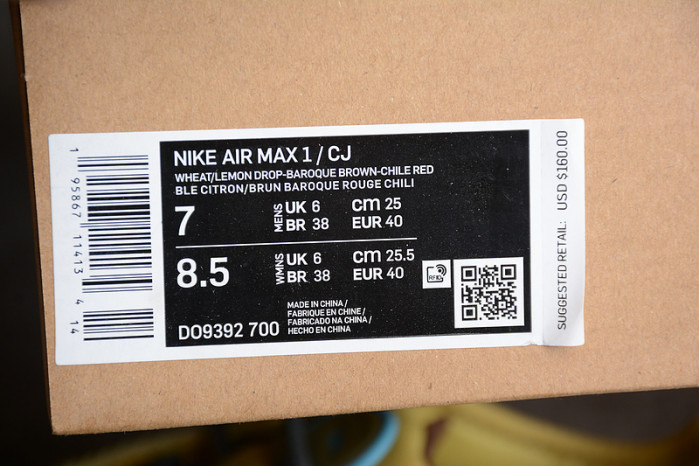 NIKE AIR MAX 1 / CJ
WHEAT/LEMON DROP-BAROQUE BROWN-CHILE RED
BLE CITRON/BRUN BAROQUE ROUGE CHILI
7 MENS UK 6 cm 25
BR 38 EUR 40
8.5 WMNS UK 6 cm 25.5
BR 38 EUR 40
RFID
MADE IN CHINA /
FABRIQUE EN CHINE /
FABRICADO NA CHINA /
HECHO EN CHINA
DO9392 700
1 95867 11413 4 14
SUGGESTED RETAIL: USD $160.00